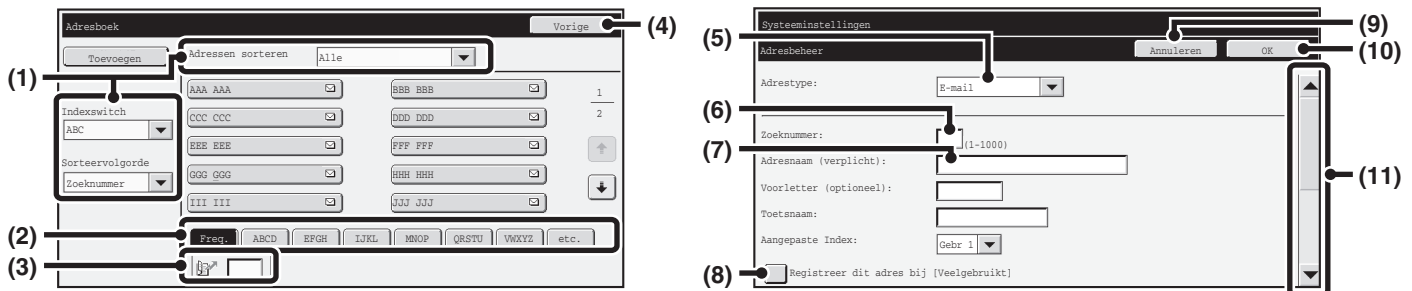 Adresboek
Vorige
(4)
Toevoegen
Adressen sorteren
Alle
(1)
AAA AAA
BBB BBB
1
2
Indexswitch
ABC
CCC CCC
DDD DDD
EEE EEE
FFF FFF
Sorteervolgorde
Zoeknummer
GGG GGG
HHH HHH
III III
JJJ JJJ
(2)
Freq.
ABCD
EFGH
IJKL
MNOP
QRSTU
VWXYZ
etc.
(3)
Systeeminstellingen
(9)
(5)
Adresbeheer
Annuleren
OK
(10)
Adrestype:
E-mail
(6)
Zoeknummer:
(1-1000)
(7)
Adresnaam (verplicht):
(11)
Voorletter (optioneel):
Toetsnaam:
Aangepaste Index:
Gebr 1
(8)
Registreer dit adres bij [Veelgebruikt]